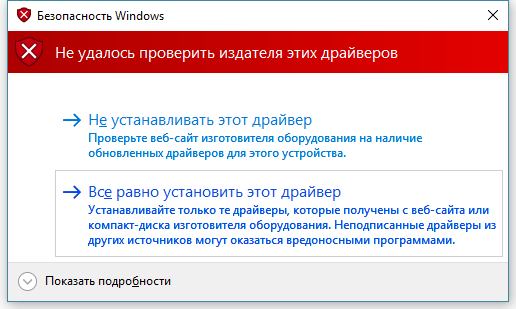 Безопасность Windows
Не удалось проверить издателя этих драйверов
Не устанавливать этот драйвер
Проверьте веб-сайт изготовителя оборудования на наличие
обновленных драйверов для этого устройства.
Все равно установить этот драйвер
Устанавливайте только те драйверы, которые получены с веб-сайта или
компакт-диска изготовителя оборудования. Неподписанные драйверы из
других источников могут оказаться вредоносными программами.
Показать подробности